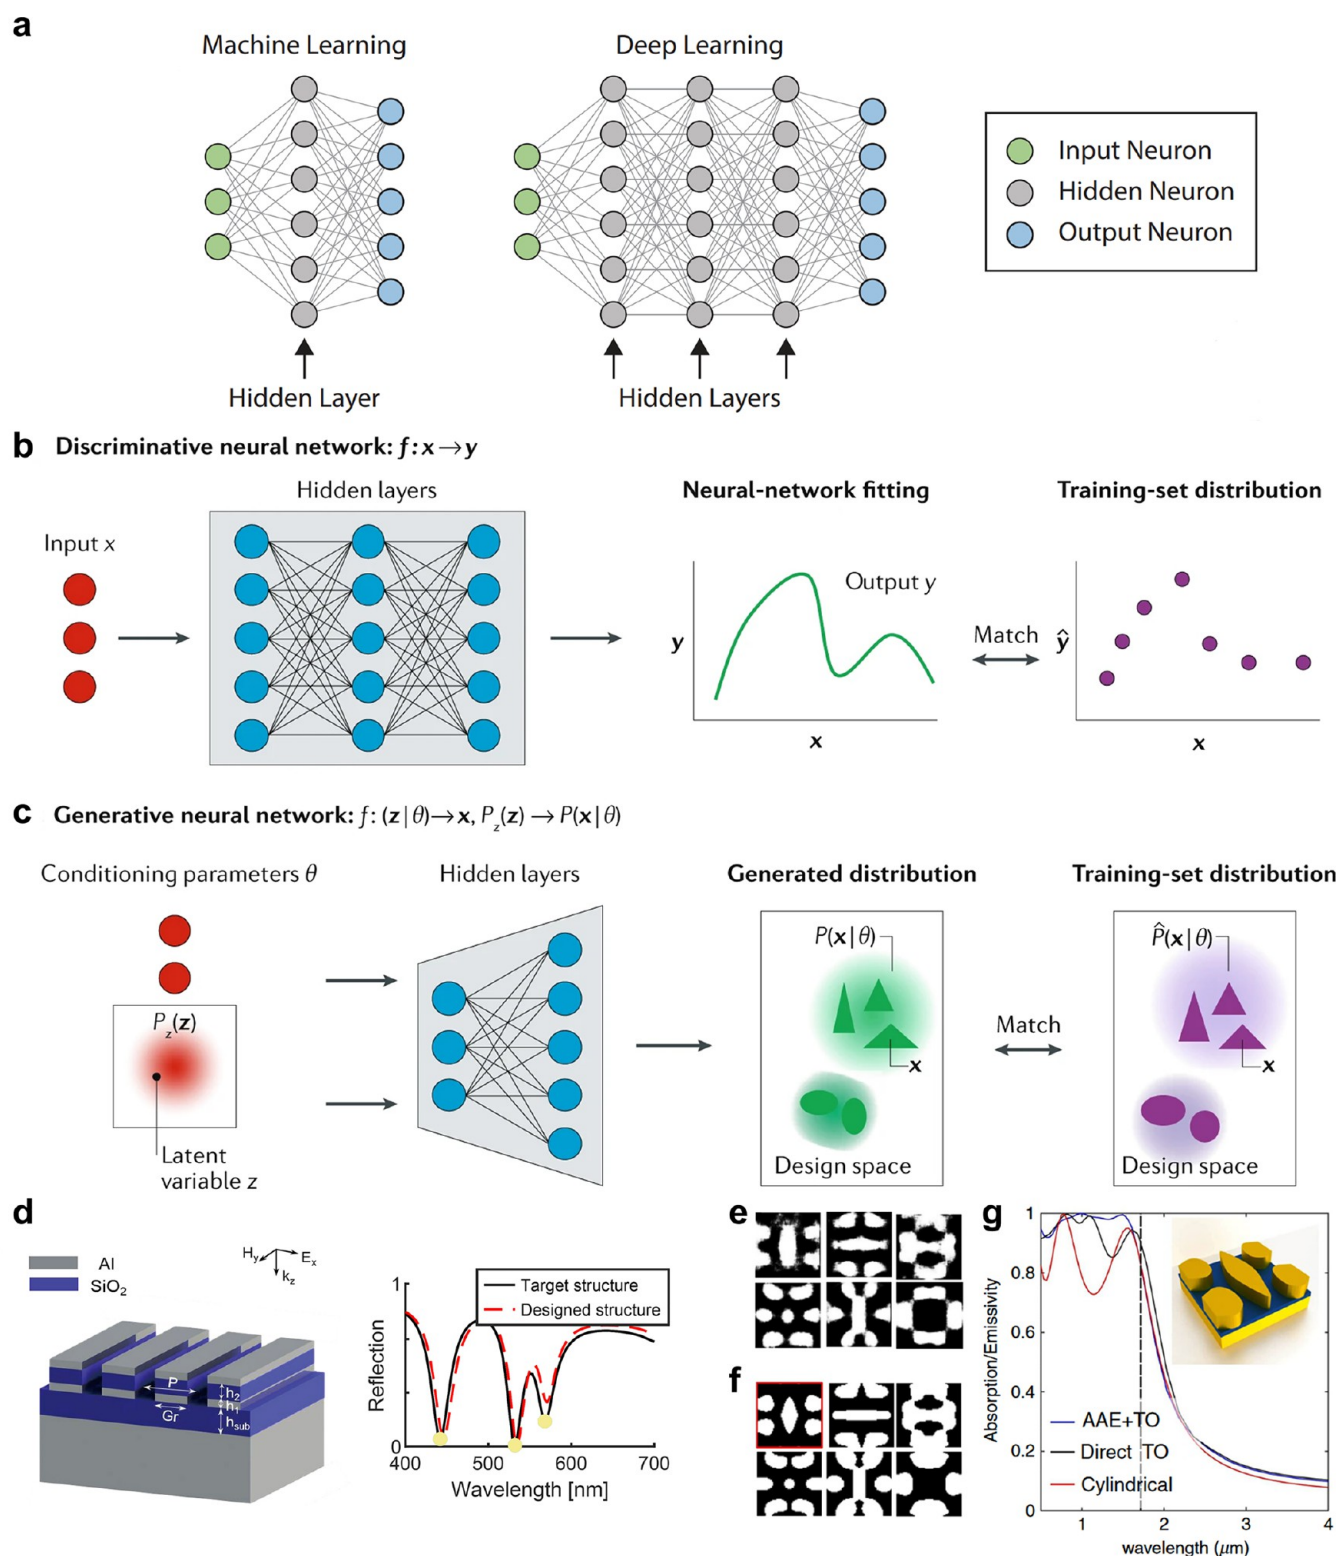 a
Machine Learning
Deep Learning
Input Neuron
Hidden Neuron
Output Neuron
Hidden Layer
Hidden Layers
b Discriminative neural network: f: x → y
Hidden layers
Neural-network fitting
Training-set distribution
Input x
Output y
y
Match
ŷ
x
x
c Generative neural network: f: (z | θ) → x, P_z(z) → P(x | θ)
Conditioning parameters θ
Hidden layers
Generated distribution
Training-set distribution
P(x | θ)
P̂(x | θ)
P_z(z)
Match
x
x
Latent
variable z
Design space
Design space
d
Al
SiO₂
H_y
E_x
k_z
P
h₂
h₁
Gr
h_sub
1
Target structure
Designed structure
Reflection
0
400 500 600 700
Wavelength [nm]
e
f
g
1
0.8
0.6
0.4
0.2
0
Absorption/Emissivity
AAE+TO
Direct TO
Cylindrical
1 2 3 4
wavelength (μm)